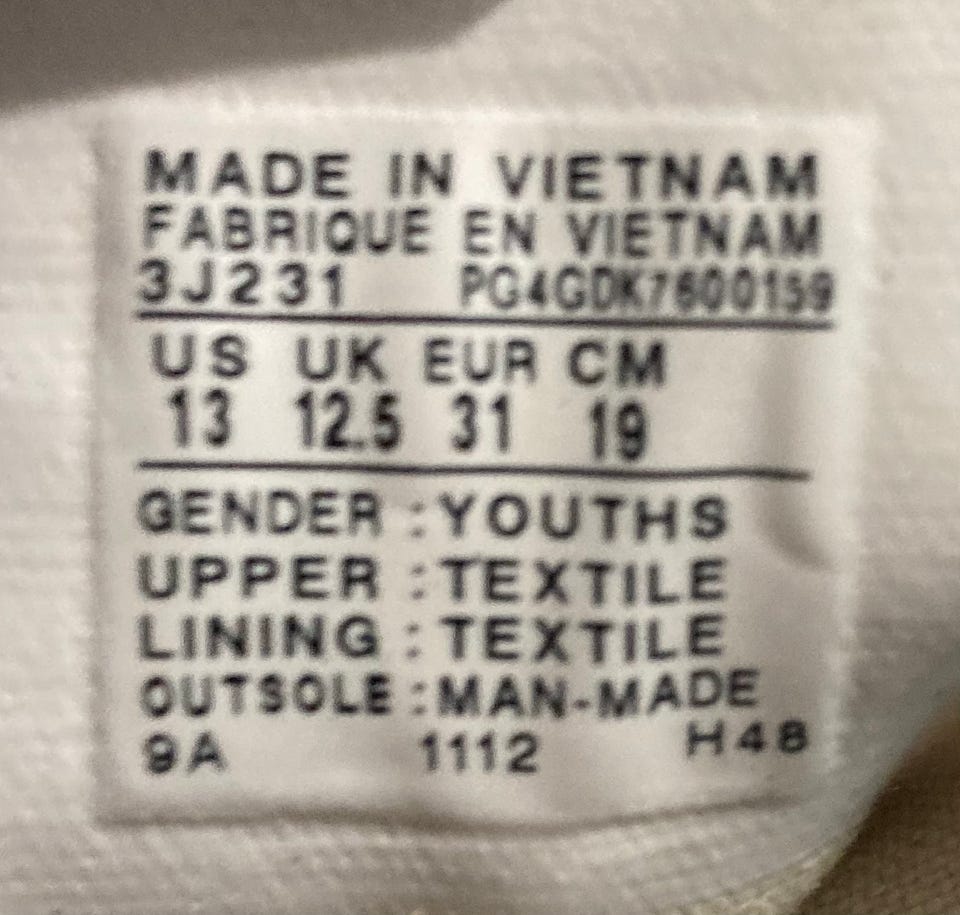 MADE IN VIETNAM
FABRIQUE EN VIETNAM
3J231 PG4GDK7600159
US UK EUR CM
13 12.5 31 19
GENDER : YOUTHS
UPPER : TEXTILE
LINING : TEXTILE
OUTSOLE : MAN-MADE
9A 1112 H48